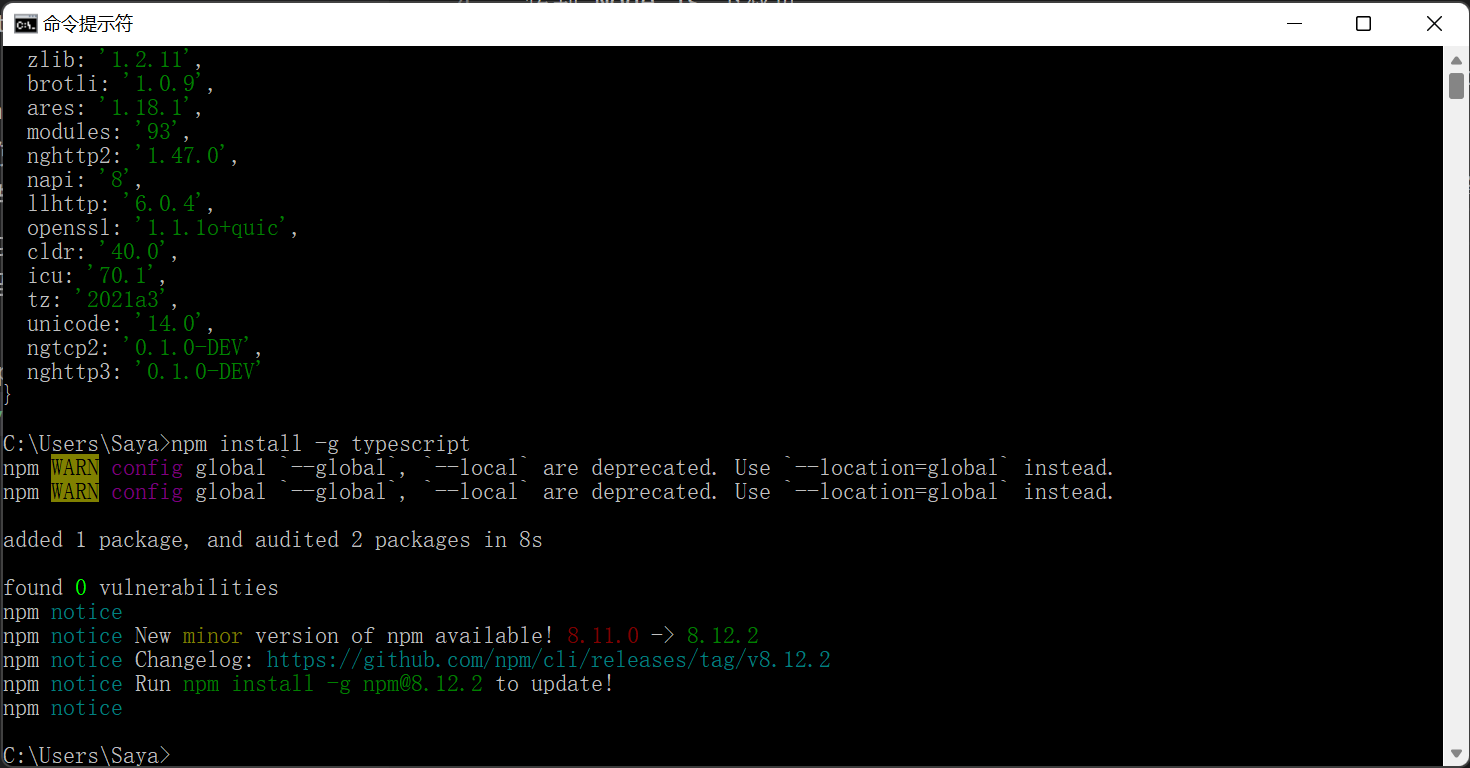 命令提示符
zlib: '1.2.11',
brotli: '1.0.9',
ares: '1.18.1',
modules: '93',
nghttp2: '1.47.0',
napi: '8',
llhttp: '6.0.4',
openssl: '1.1.1o+quic',
cldr: '40.0',
icu: '70.1',
tz: '2021a3',
unicode: '14.0',
ngtcp2: '0.1.0-DEV',
nghttp3: '0.1.0-DEV'
}
C:\Users\Saya>npm install -g typescript
npm WARN config global `--global`, `--local` are deprecated. Use `--location=global` instead.
npm WARN config global `--global`, `--local` are deprecated. Use `--location=global` instead.
added 1 package, and audited 2 packages in 8s
found 0 vulnerabilities
npm notice
npm notice New minor version of npm available! 8.11.0 -> 8.12.2
npm notice Changelog: https://github.com/npm/cli/releases/tag/v8.12.2
npm notice Run npm install -g npm@8.12.2 to update!
npm notice
C:\Users\Saya>